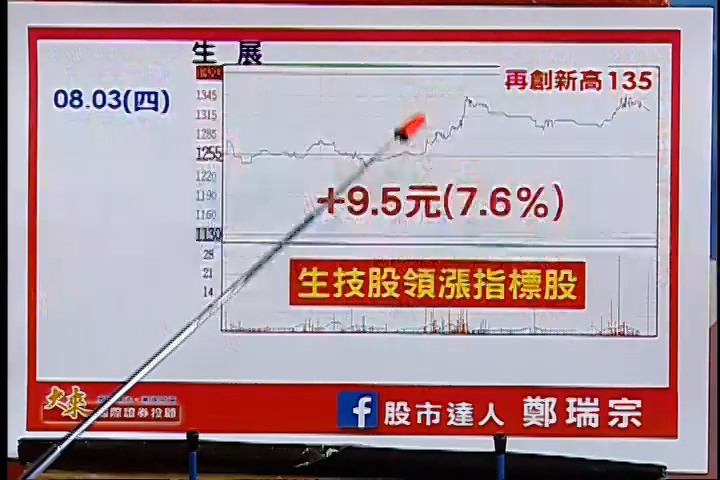 生 展
再創新高135
08.03(四)
1345
1315
1285
1255
1220
1190
1160
1130
28
21
14
+9.5元(7.6%)
生技股領漲指標股
大來
國際證券投顧
f 股市達人 鄭瑞宗